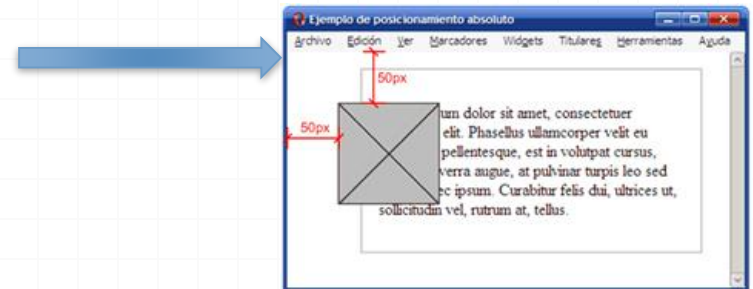 Ejemplo de posicionamiento absoluto
Archivo Edición Ver Marcadores Widgets Titulares Herramientas Ayuda
50px
50px
um dolor sit amet, consectetuer
elit. Phasellus ullamcorper velit eu
pellentesque, est in volutpat cursus,
verra augue, at pulvinar turpis leo sed
ec ipsum. Curabitur felis dui, ultrices ut,
sollicitudin vel, rutrum at, tellus.